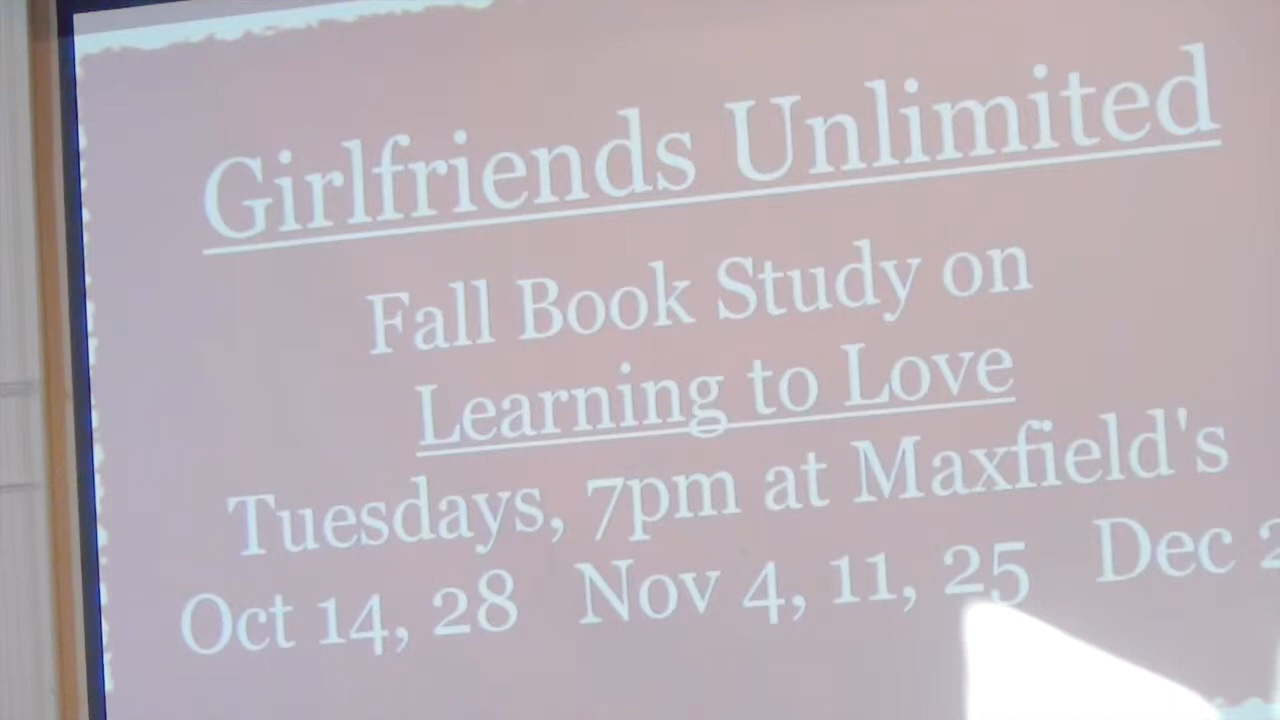 Girlfriends Unlimited
Fall Book Study on
Learning to Love
Tuesdays, 7pm at Maxfield's
Oct 14, 28 Nov 4, 11, 25 Dec 2